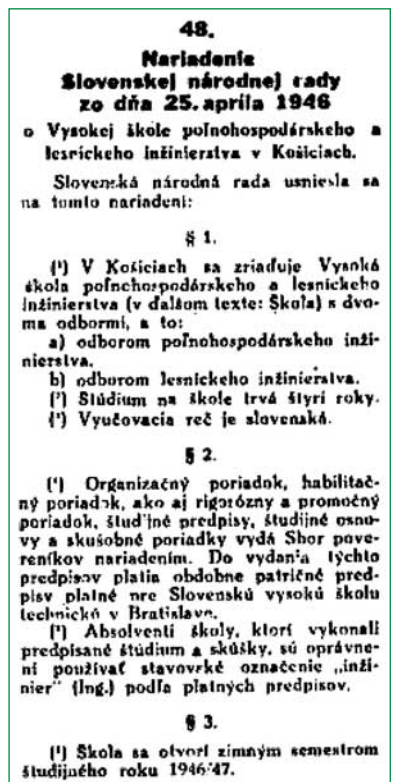 48.
Nariadenie
Slovenskej národnej rady
zo dňa 25. apríla 1946
o Vysokej škole poľnohospodárskeho a
lesníckeho inžinierstva v Košiciach.
Slovenská národná rada usniesla sa
na tomto nariadení:
§ 1.
(¹) V Košiciach sa zriaďuje Vysoká
škola poľnohospodárskeho a lesníckeho
inžinierstva (v ďalšom texte: Škola) s dvo-
ma odbormi, a to:
a) odborom poľnohospodárskeho inži-
nierstva,
b) odborom lesníckeho inžinierstva.
(²) Štúdium na škole trvá štyri roky.
(³) Vyučovacia reč je slovenská.
§ 2.
(¹) Organizačný poriadok, habilitač-
ný poriadok, ako aj rigorózny a promočný
poriadok, študijné predpisy, študijné osno-
vy a skušobné poriadky vydá Sbor pove-
reníkov nariadením. Do vydania týchto
predpisov platia obdobne patričné pred-
pisy platné pre Slovenskú vysokú školu
technickú v Bratislave.
(²) Absolventi školy, ktorí vykonali
predpísané štúdium a skúšky, sú oprávne-
ní používať stavovské označenie „inži-
nier" (Ing.) podľa platných predpisov.
§ 3.
(¹) Škola sa otvorí zimným semestrom
študijného roku 1946/47.